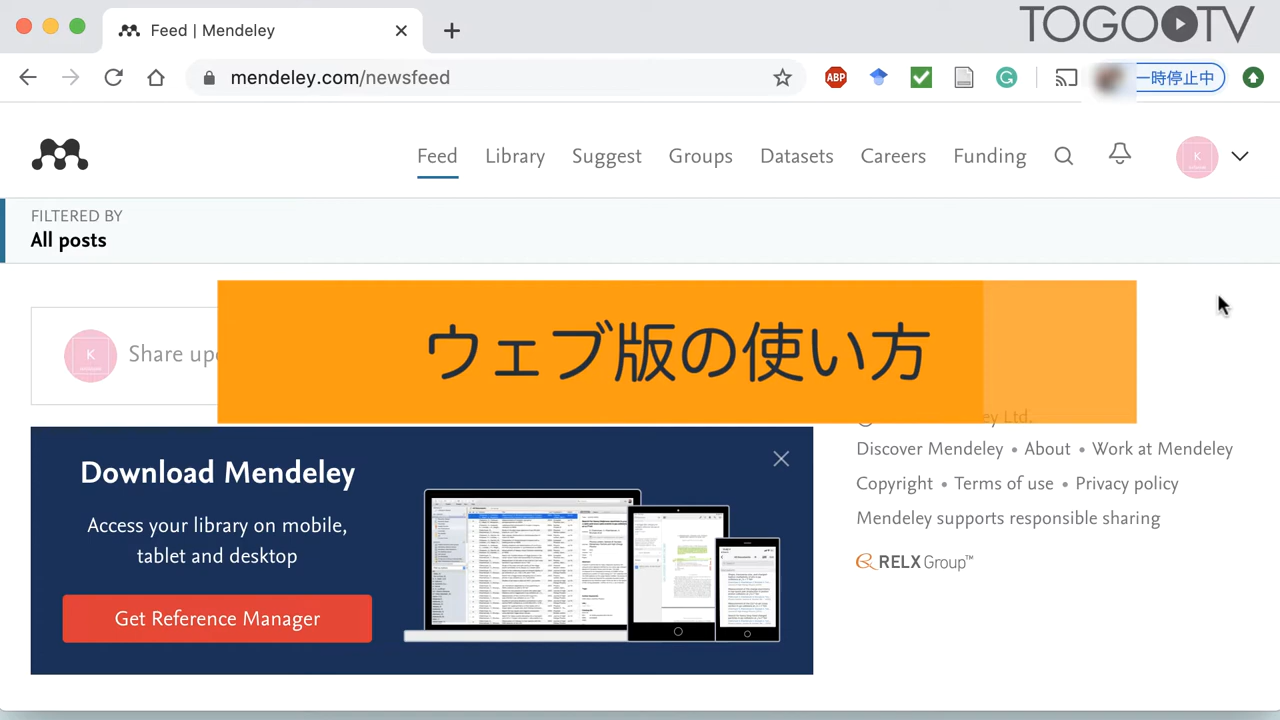 Feed | Mendeley
TOGO TV
mendeley.com/newsfeed
ABP
G
一時停止中
Feed Library Suggest Groups Datasets Careers Funding
K
FILTERED BY
All posts
K
Share
ウェブ版の使い方
Ltd.
Discover Mendeley • About • Work at Mendeley
Copyright • Terms of use • Privacy policy
Mendeley supports responsible sharing
RELX Group™
Download Mendeley
Access your library on mobile,
tablet and desktop
Get Reference Manager